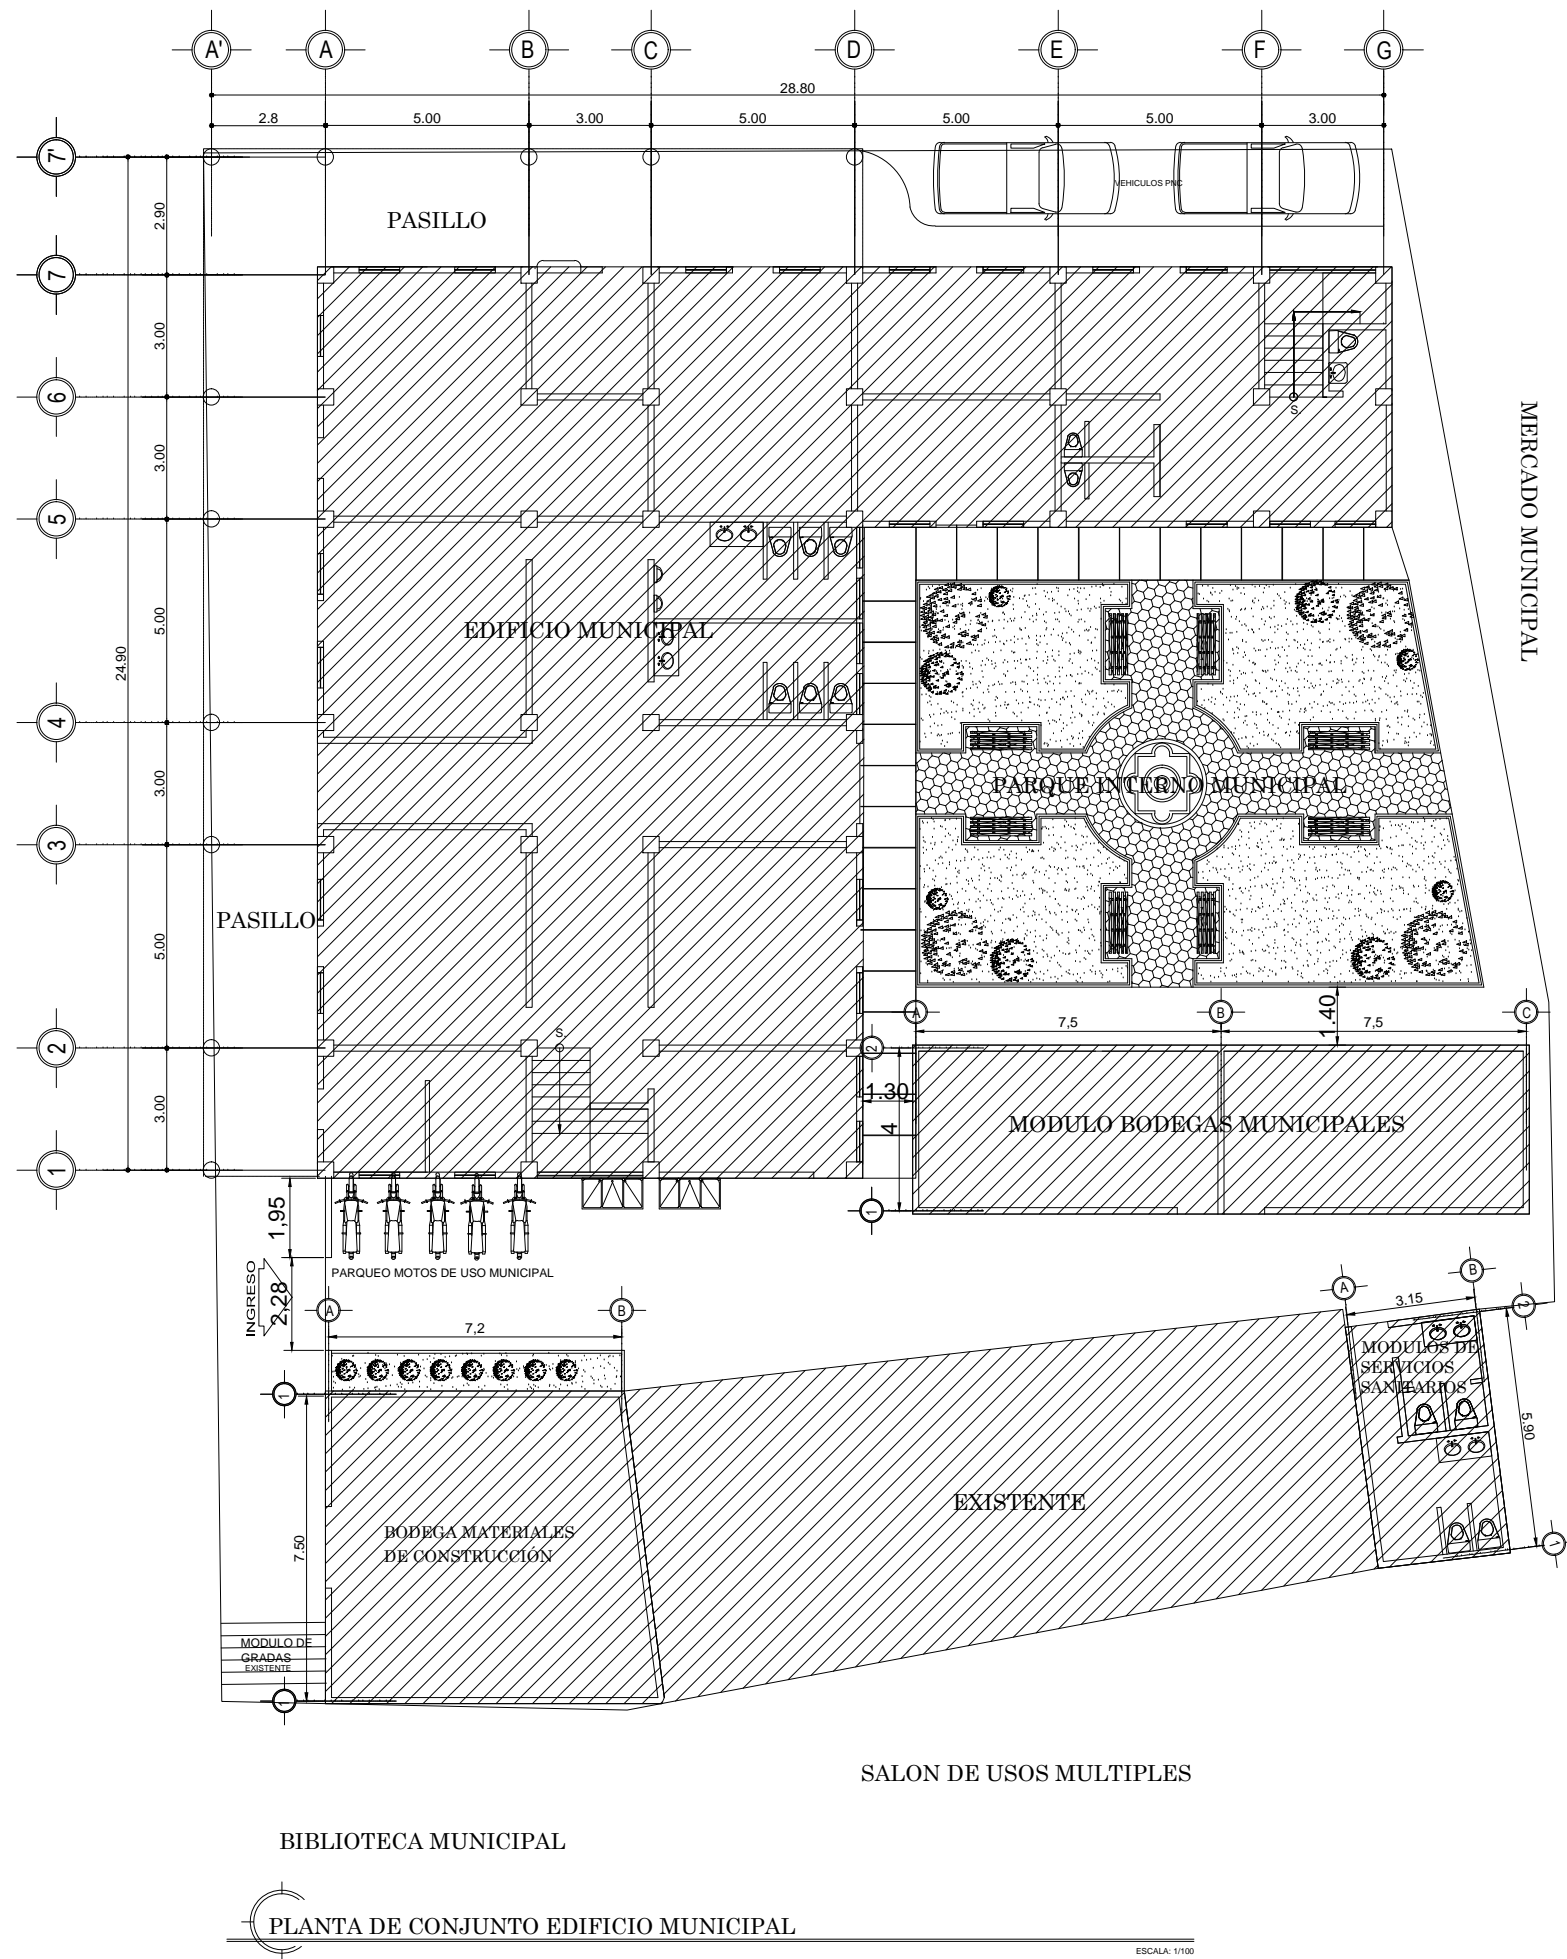 A'
A
B
C
D
E
F
G
28.80
2.8
5.00
3.00
5.00
5.00
5.00
3.00
7'
7
6
5
4
3
2
1
2.90
3.00
3.00
5.00
3.00
5.00
3.00
24.90
VEHICULOS PNC
PASILLO
S.
MERCADO MUNICIPAL
EDIFICIO MUNICIPAL
PARQUE INTERNO MUNICIPAL
PASILLO
S.
A
B
C
7,5
7,5
1.40
2
1.30
4
1
MODULO BODEGAS MUNICIPALES
1,95
INGRESO
2,28
PARQUEO MOTOS DE USO MUNICIPAL
A
B
7,2
A
B
3.15
2
1
5.90
MODULOS DE
SERVICIOS
SANITARIOS
1
7.50
1
EXISTENTE
BODEGA MATERIALES
DE CONSTRUCCIÓN
MODULO DE
GRADAS
EXISTENTE
SALON DE USOS MULTIPLES
BIBLIOTECA MUNICIPAL
PLANTA DE CONJUNTO EDIFICIO MUNICIPAL
ESCALA: 1/100